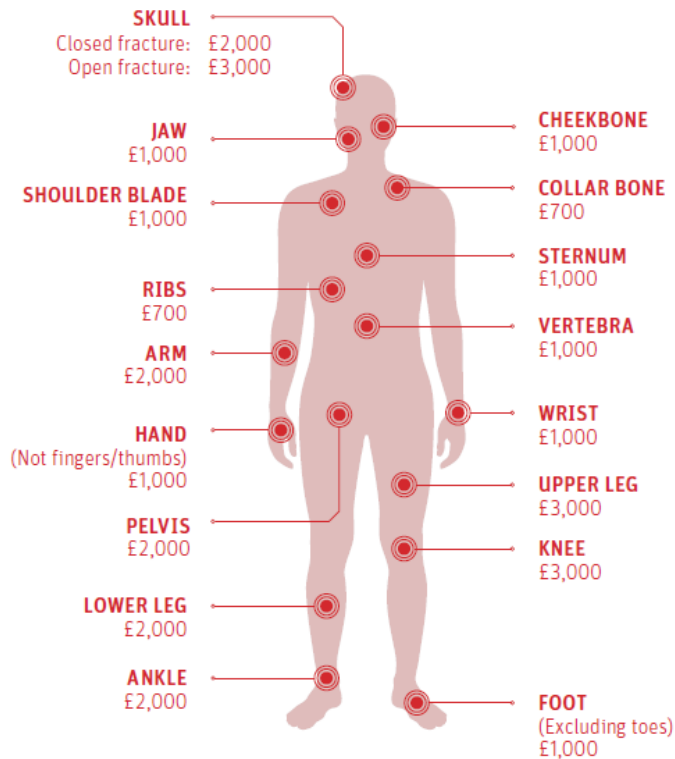 SKULL
Closed fracture: £2,000
Open fracture: £3,000
JAW
£1,000
SHOULDER BLADE
£1,000
RIBS
£700
ARM
£2,000
HAND
(Not fingers/thumbs)
£1,000
PELVIS
£2,000
LOWER LEG
£2,000
ANKLE
£2,000
CHEEKBONE
£1,000
COLLAR BONE
£700
STERNUM
£1,000
VERTEBRA
£1,000
WRIST
£1,000
UPPER LEG
£3,000
KNEE
£3,000
FOOT
(Excluding toes)
£1,000